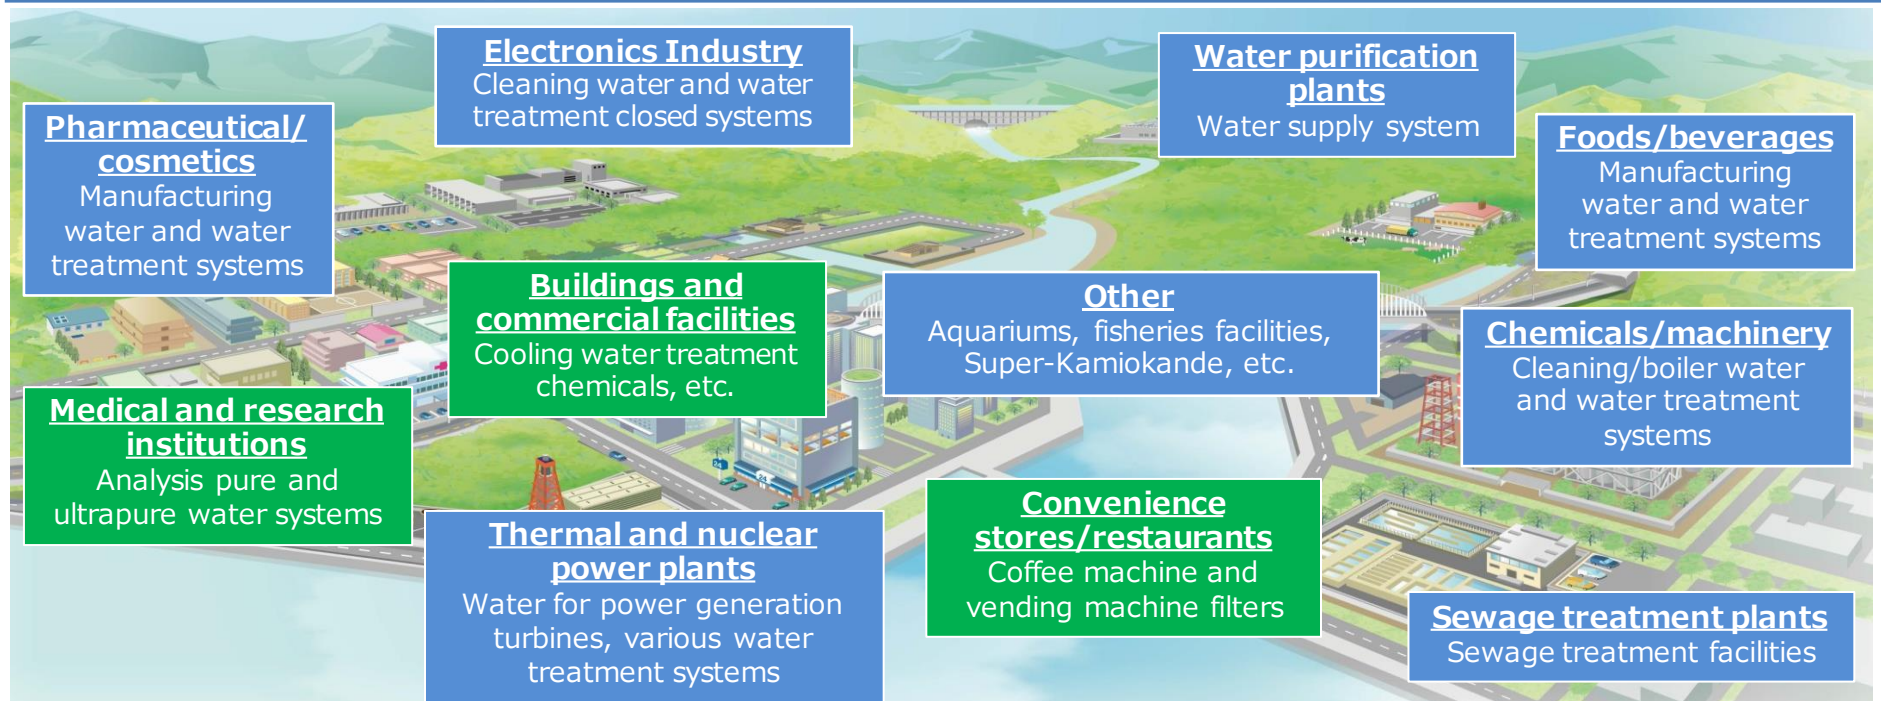 Electronics Industry
Cleaning water and water
treatment closed systems
Water purification
plants
Water supply system
Pharmaceutical/
cosmetics
Manufacturing
water and water
treatment systems
Foods/beverages
Manufacturing
water and water
treatment systems
Buildings and
commercial facilities
Cooling water treatment
chemicals, etc.
Other
Aquariums, fisheries facilities,
Super-Kamiokande, etc.
Chemicals/machinery
Cleaning/boiler water
and water treatment
systems
Medical and research
institutions
Analysis pure and
ultrapure water systems
24
24
Convenience
stores/restaurants
Coffee machine and
vending machine filters
Thermal and nuclear
power plants
Water for power generation
turbines, various water
treatment systems
Sewage treatment plants
Sewage treatment facilities